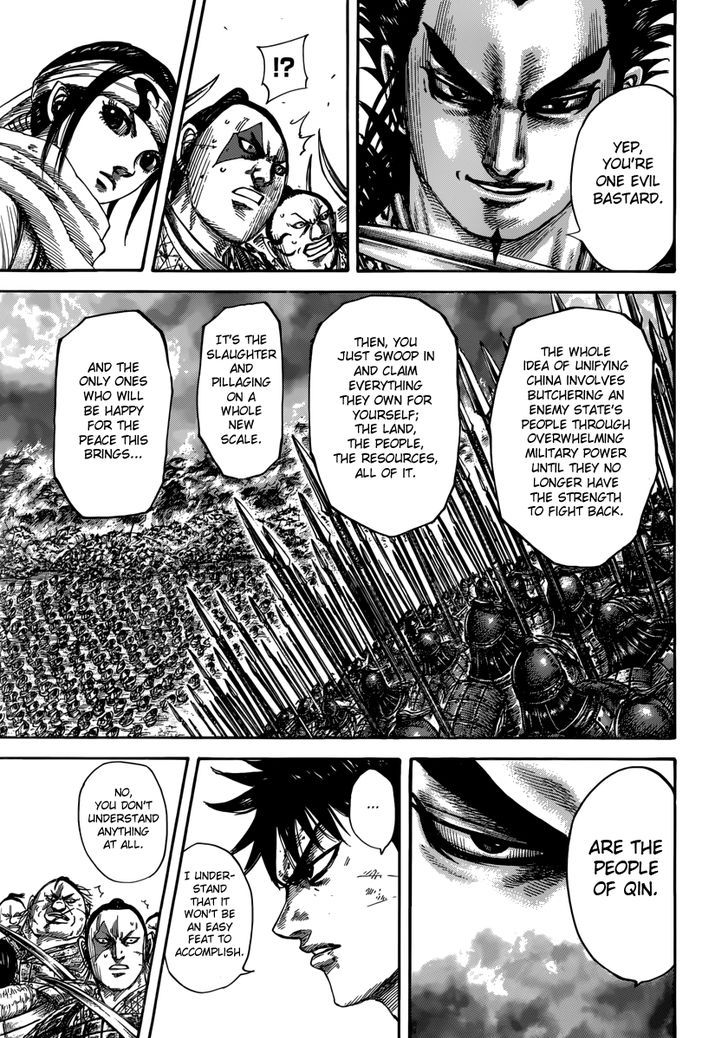 YEP,
YOU'RE
ONE EVIL
BASTARD.
!?
THE WHOLE
IDEA OF UNIFYING
CHINA INVOLVES
BUTCHERING AN
ENEMY STATE'S
PEOPLE THROUGH
OVERWHELMING
MILITARY POWER
UNTIL THEY NO
LONGER HAVE
THE STRENGTH
TO FIGHT BACK.
THEN, YOU
JUST SWOOP IN
AND CLAIM
EVERYTHING
THEY OWN FOR
YOURSELF;
THE LAND,
THE PEOPLE,
THE RESOURCES,
ALL OF IT.
IT'S THE
SLAUGHTER
AND
PILLAGING
ON A
WHOLE
NEW
SCALE.
AND THE
ONLY ONES
WHO WILL
BE HAPPY
FOR THE
PEACE THIS
BRINGS...
ARE THE
PEOPLE
OF QIN.
...
I UNDER-
STAND
THAT IT
WON'T BE
AN EASY
FEAT TO
ACCOMPLISH.
NO,
YOU DON'T
UNDERSTAND
ANYTHING
AT ALL.